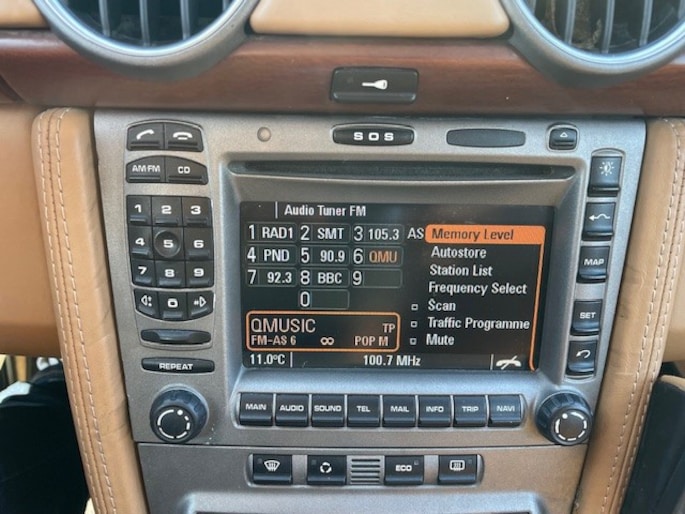 SOS
AM FM CD
1 2 3
4 5 6
7 8 9
0
REPEAT
Audio Tuner FM
1 RAD1 2 SMT 3 105.3 AS
4 PND 5 90.9 6 QMU
7 92.3 8 BBC 9
0
Memory Level
Autostore
Station List
Frequency Select
Scan
Traffic Programme
Mute
QMUSIC TP
FM-AS 6 ∞ POP M
11.0°C 100.7 MHz
MAP
SET
MAIN AUDIO SOUND TEL MAIL INFO TRIP NAVI
ECO